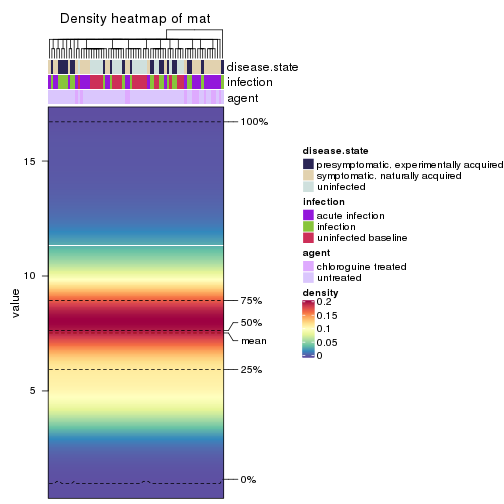 Density heatmap of mat
disease.state
infection
agent
value
15
10
5
100%
75%
50%
mean
25%
0%
disease.state
presymptomatic, experimentally acquired
symptomatic, naturally acquired
uninfected
infection
acute infection
infection
uninfected baseline
agent
chloroguine treated
untreated
density
0.2
0.15
0.1
0.05
0